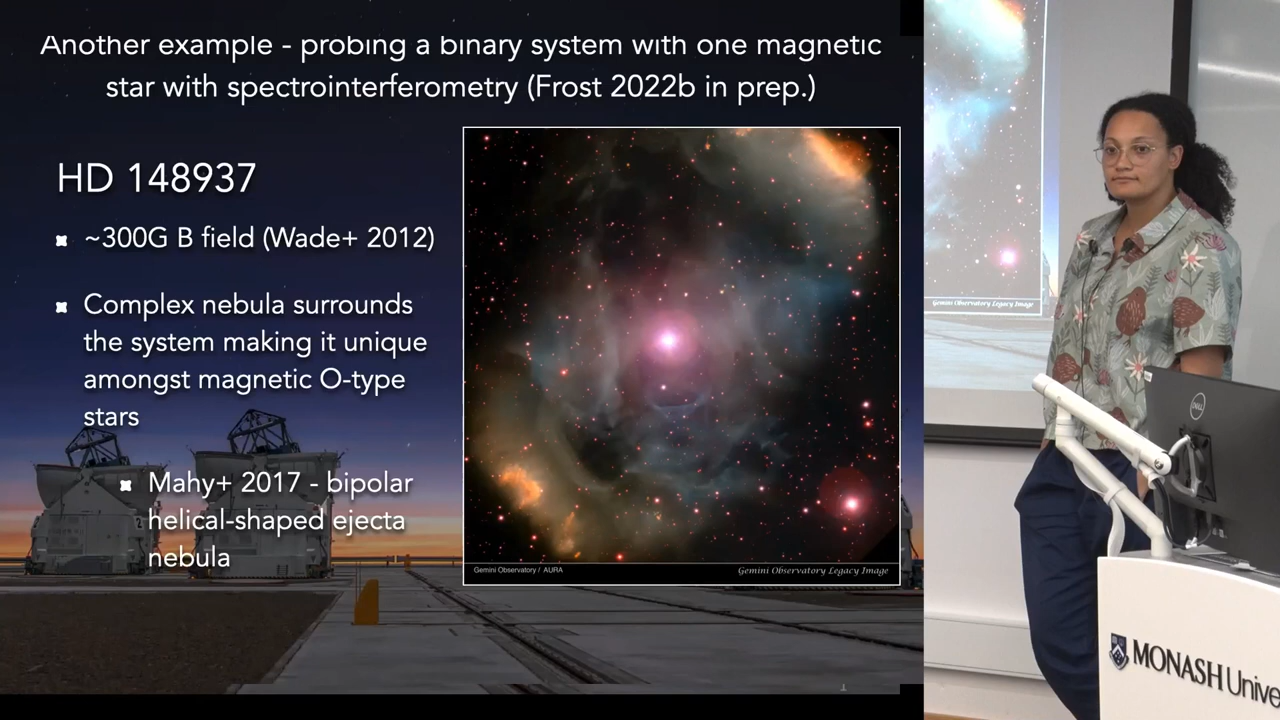 Another example - probing a binary system with one magnetic
star with spectrointerferometry (Frost 2022b in prep.)
HD 148937
~300G B field (Wade+ 2012)
Complex nebula surrounds
the system making it unique
amongst magnetic O-type
stars
Mahy+ 2017 - bipolar
helical-shaped ejecta
nebula
Gemini Observatory / AURA
Gemini Observatory Legacy Image
Gemini Observatory Legacy Image
DELL
MONASH Unive